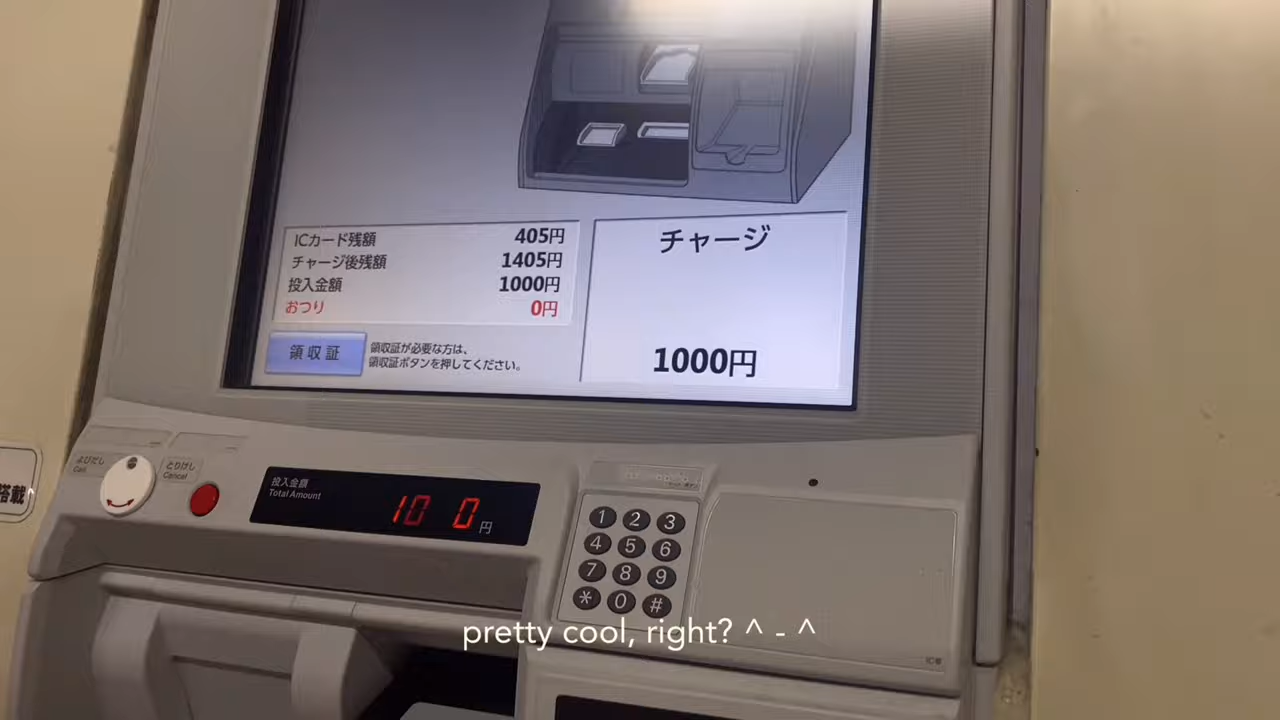 ICカード残額 405円
チャージ後残額 1405円
投入金額 1000円
おつり 0円
領収証
領収証が必要な方は、
領収証ボタンを押してください。
チャージ
1000円
よびだし
Call
とりけし
Cancel
投入金額
Total Amount
10 0 円
1 2 3
4 5 6
7 8 9
* 0 #
搭載
pretty cool, right? ^ - ^